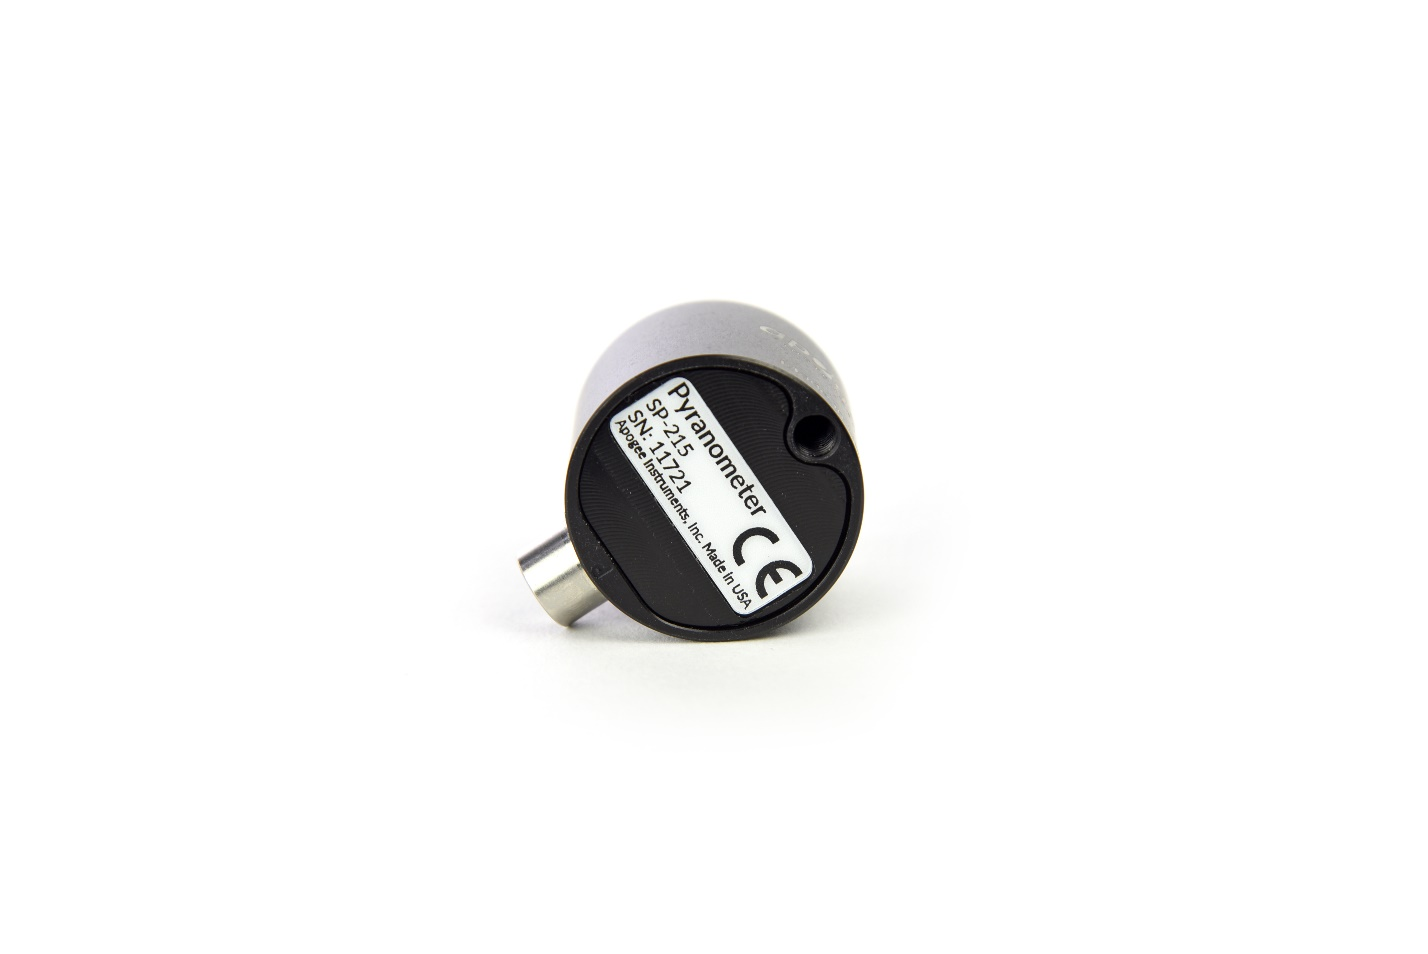 Pyranometer
SP-215
SN: 11721
Apogee Instruments, Inc. Made in USA
CE